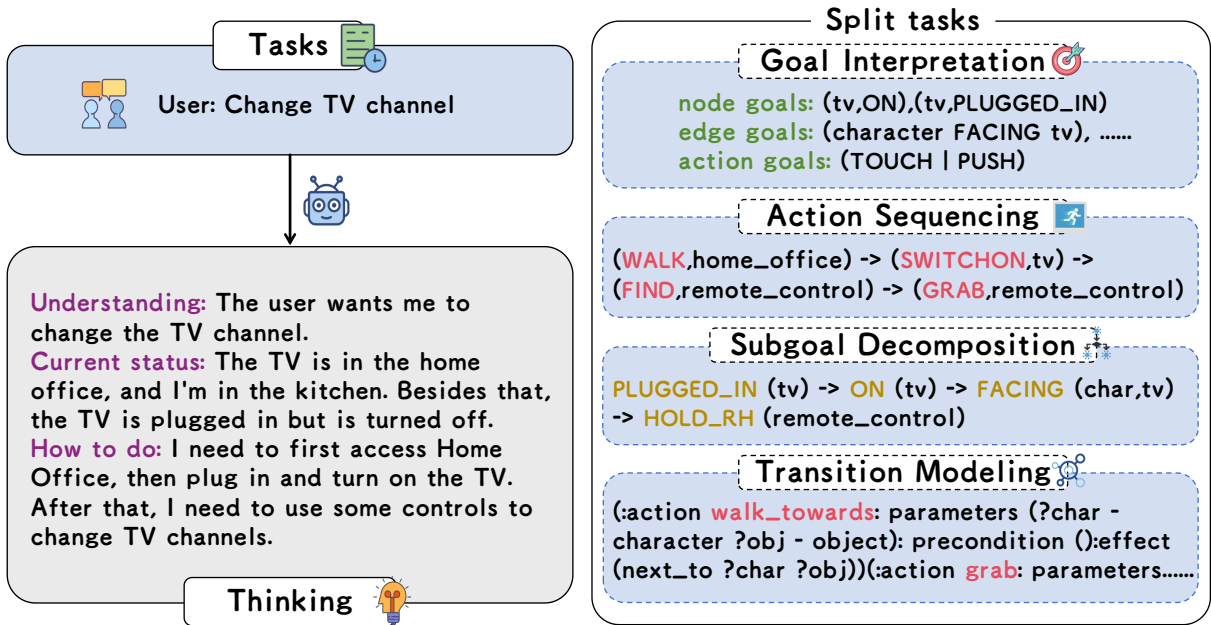 Tasks
User: Change TV channel
Understanding: The user wants me to
change the TV channel.
Current status: The TV is in the home
office, and I'm in the kitchen. Besides that,
the TV is plugged in but is turned off.
How to do: I need to first access Home
Office, then plug in and turn on the TV.
After that, I need to use some controls to
change TV channels.
Thinking
Split tasks
Goal Interpretation
node goals: (tv,ON),(tv,PLUGGED_IN)
edge goals: (character FACING tv), ......
action goals: (TOUCH | PUSH)
Action Sequencing
(WALK,home_office) -> (SWITCHON,tv) ->
(FIND,remote_control) -> (GRAB,remote_control)
Subgoal Decomposition
PLUGGED_IN (tv) -> ON (tv) -> FACING (char,tv)
-> HOLD_RH (remote_control)
Transition Modeling
(:action walk_towards: parameters (?char -
character ?obj - object): precondition ():effect
(next_to ?char ?obj))(:action grab: parameters......